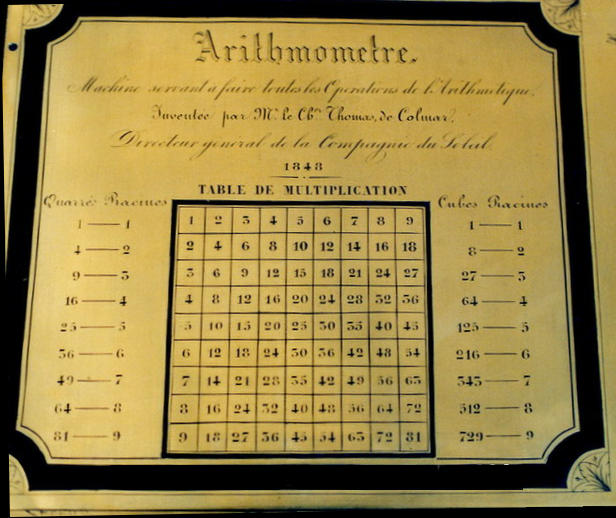 Arithmometre.
Machine servant à faire toutes les Operations de l'Arithmetique.
Inventée par Mr. le Chr. Thomas, de Colmar,
Directeur général de la Compagnie du Soleil.
1848
TABLE DE MULTIPLICATION
Quarrés Racines
1 — 1
4 — 2
9 — 3
16 — 4
25 — 5
36 — 6
49 — 7
64 — 8
81 — 9
1 2 3 4 5 6 7 8 9
2 4 6 8 10 12 14 16 18
3 6 9 12 15 18 21 24 27
4 8 12 16 20 24 28 32 36
5 10 15 20 25 30 35 40 45
6 12 18 24 30 36 42 48 54
7 14 21 28 35 42 49 56 63
8 16 24 32 40 48 56 64 72
9 18 27 36 45 54 63 72 81
Cubes Racines
1 — 1
8 — 2
27 — 3
64 — 4
125 — 5
216 — 6
343 — 7
512 — 8
729 — 9